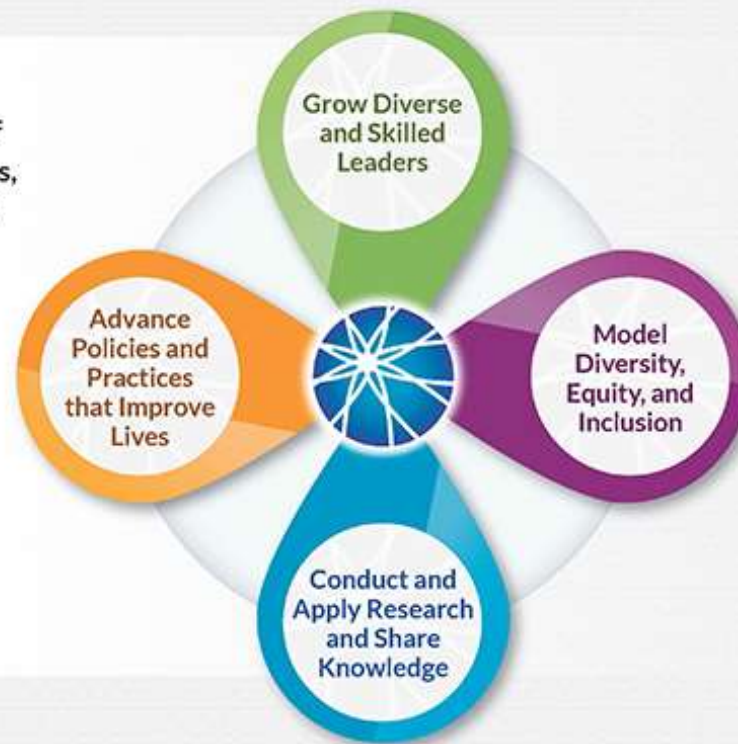 s,
Grow Diverse
and Skilled
Leaders
Advance
Policies and
Practices
that Improve
Lives
Model
Diversity,
Equity, and
Inclusion
Conduct and
Apply Research
and Share
Knowledge